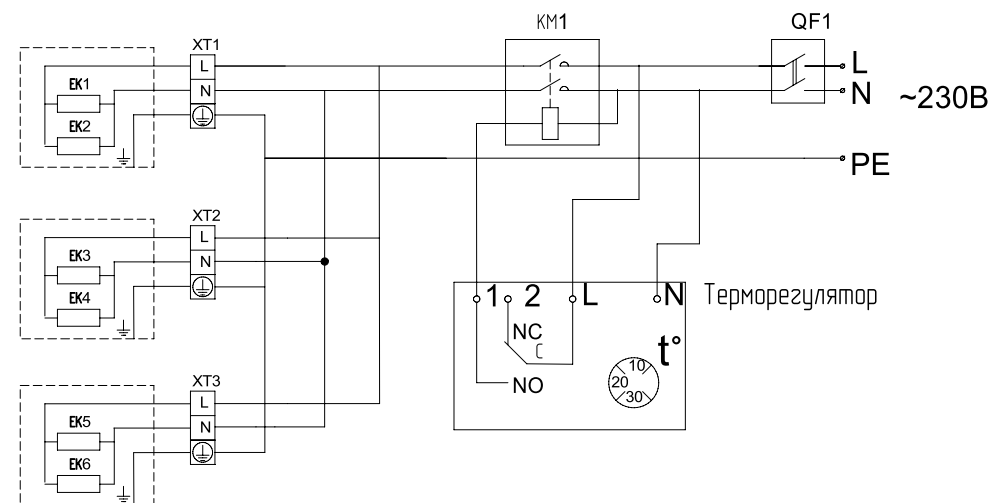 KM1
QF1
XT1
L
N
EK1
EK2
L
N
~230В
PE
XT2
L
N
EK3
EK4
1
2
L
N
Терморегулятор
NC
t°
NO
10
20
30
XT3
L
N
EK5
EK6